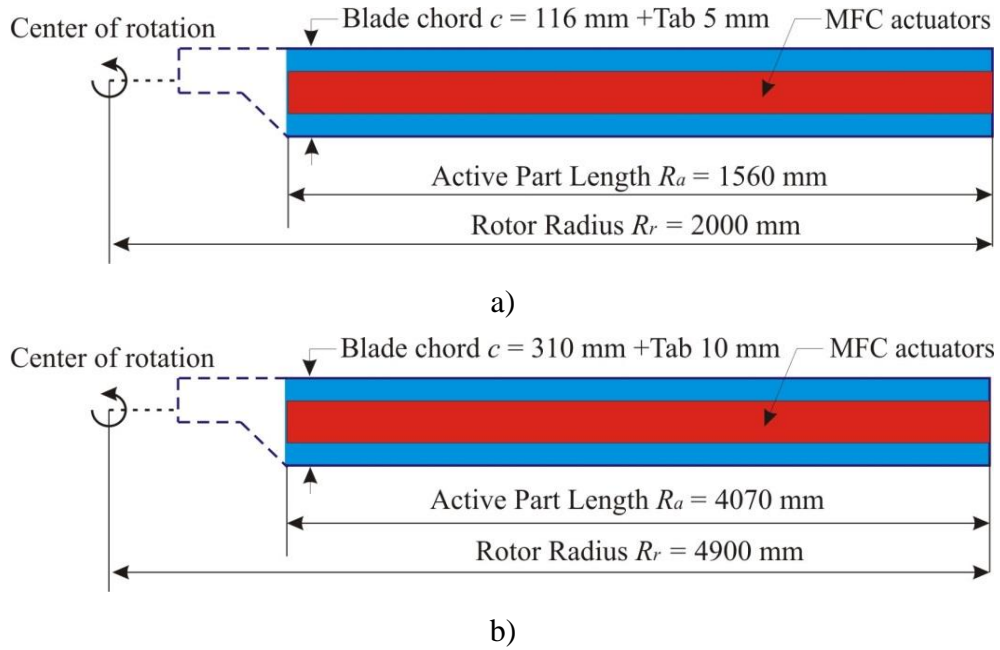 Center of rotation
Blade chord c = 116 mm +Tab 5 mm
MFC actuators
Active Part Length Ra = 1560 mm
Rotor Radius Rr = 2000 mm
a)
Center of rotation
Blade chord c = 310 mm +Tab 10 mm
MFC actuators
Active Part Length Ra = 4070 mm
Rotor Radius Rr = 4900 mm
b)